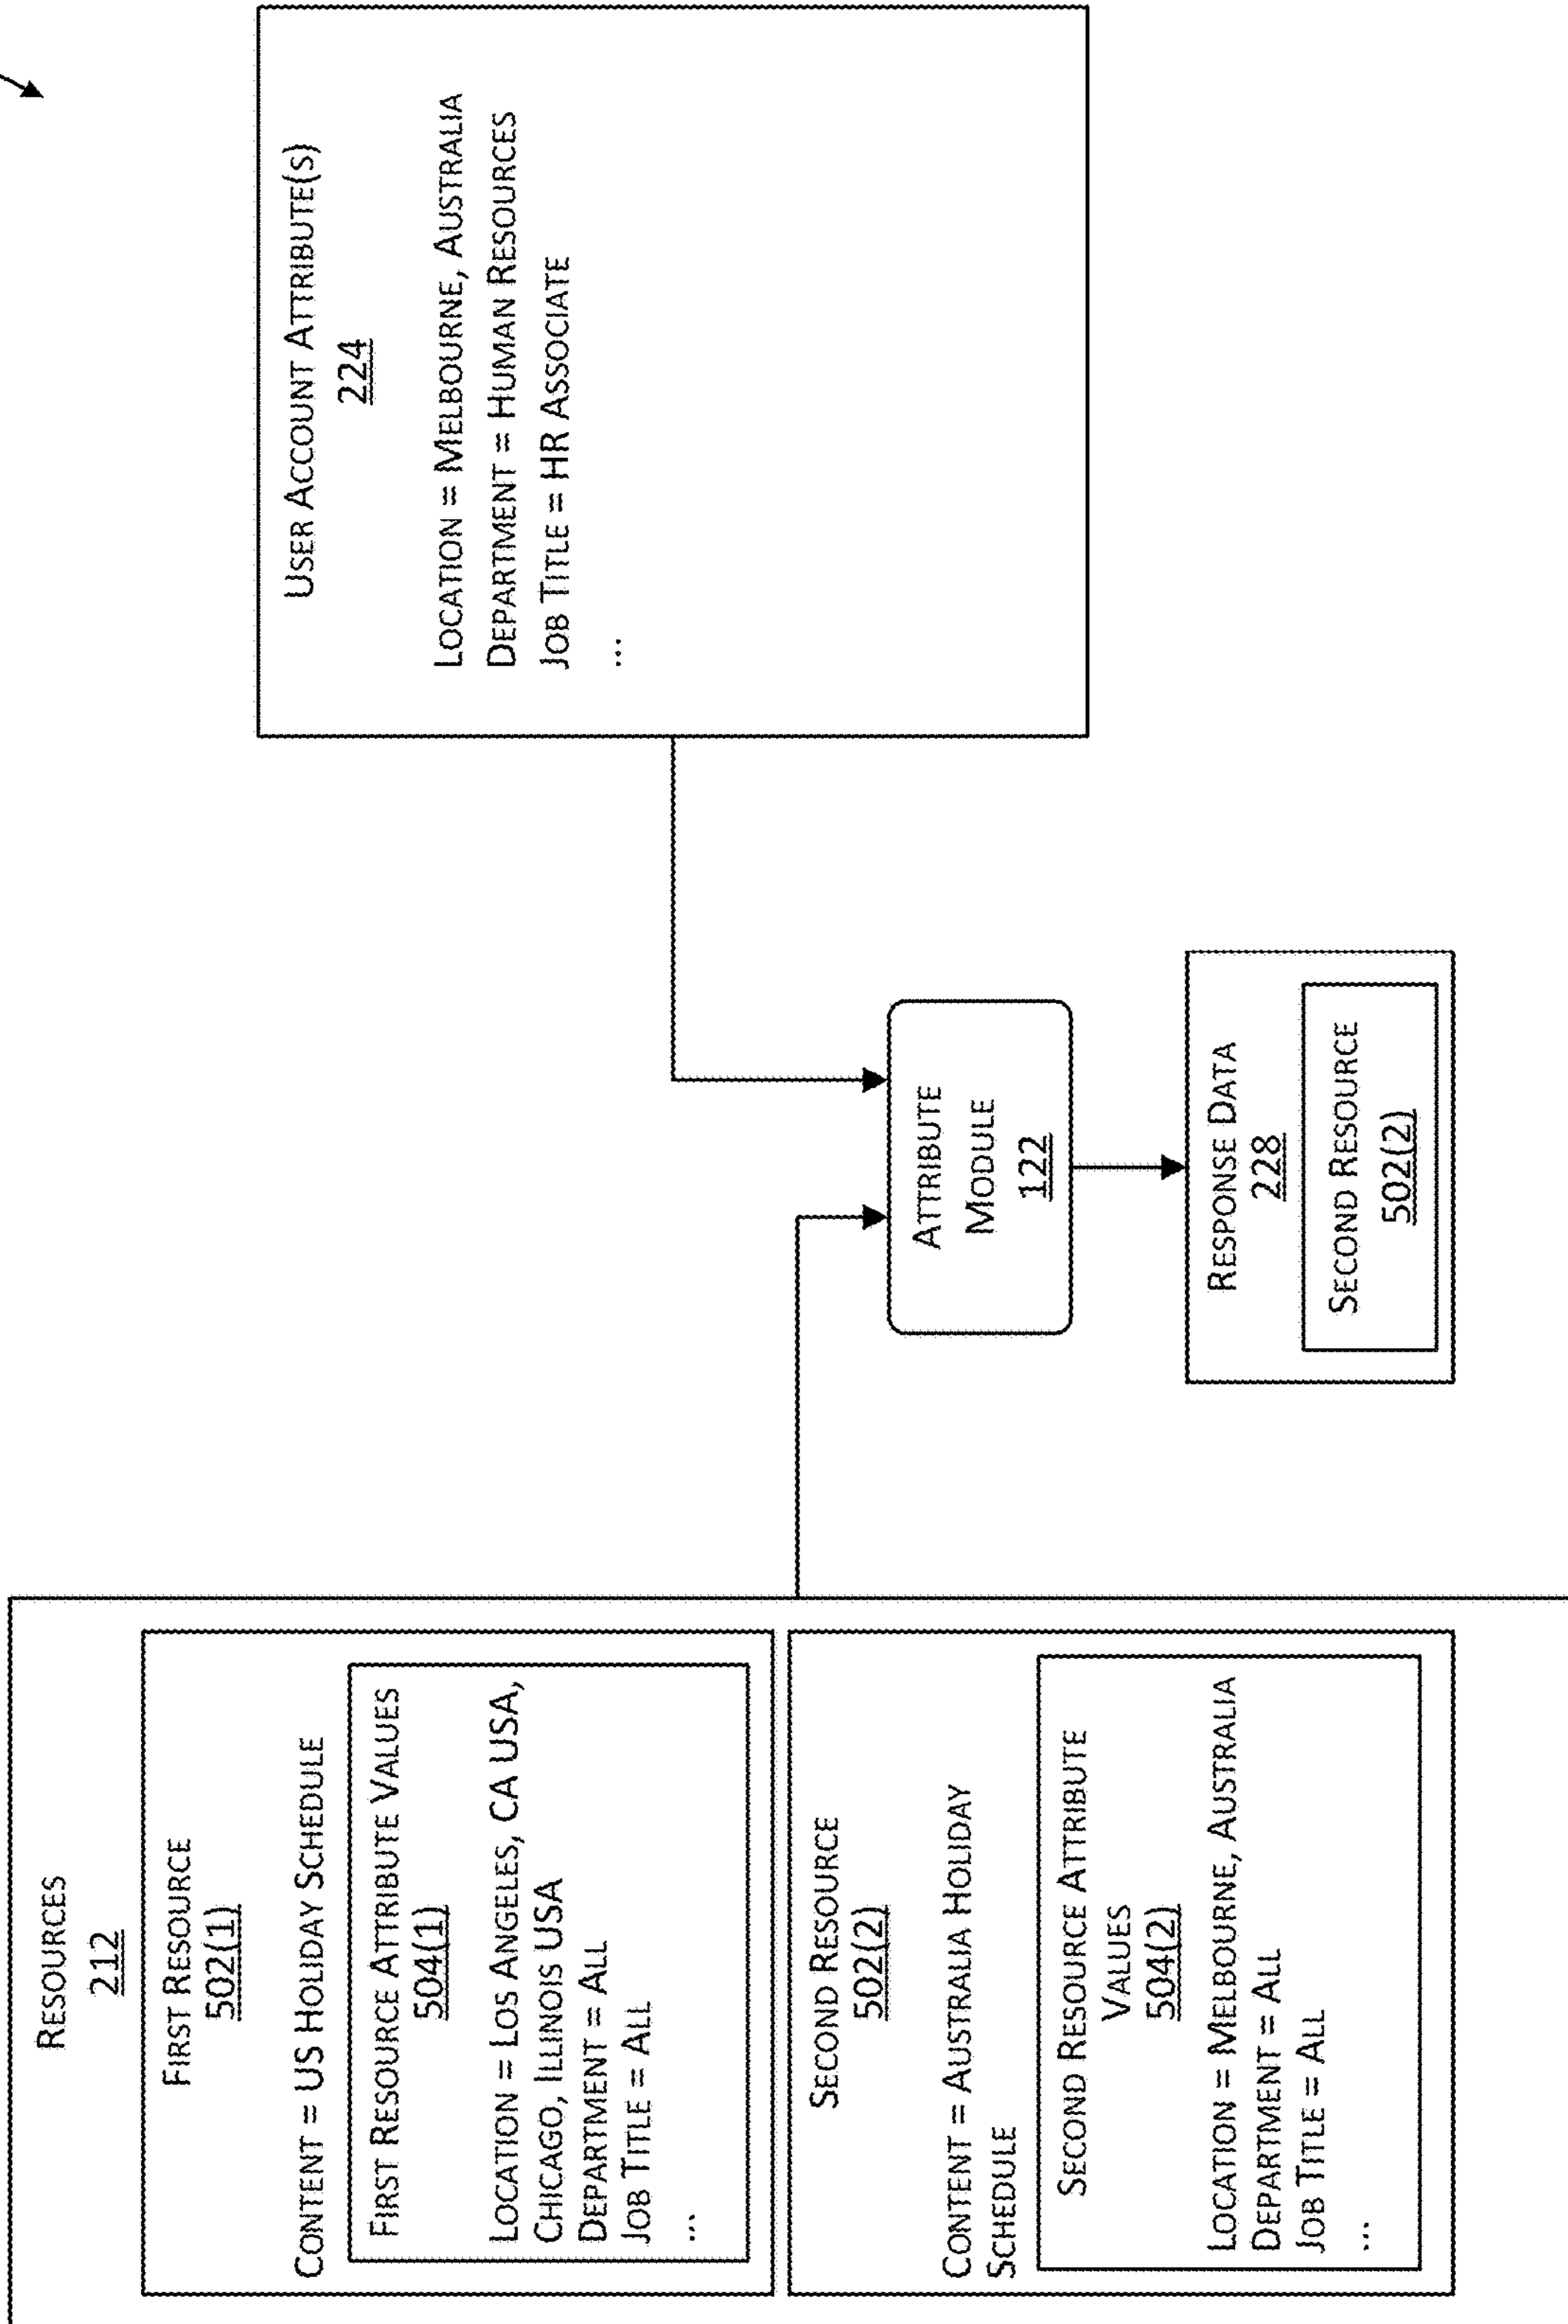 RESOURCES
212
FIRST RESOURCE
502(1)
CONTENT = US HOLIDAY SCHEDULE
FIRST RESOURCE ATTRIBUTE VALUES
504(1)
LOCATION = LOS ANGELES, CA USA,
CHICAGO, ILLINOIS USA
DEPARTMENT = ALL
JOB TITLE = ALL
...
SECOND RESOURCE
502(2)
CONTENT = AUSTRALIA HOLIDAY
SCHEDULE
SECOND RESOURCE ATTRIBUTE
VALUES
504(2)
LOCATION = MELBOURNE, AUSTRALIA
DEPARTMENT = ALL
JOB TITLE = ALL
...
USER ACCOUNT ATTRIBUTE(S)
224
LOCATION = MELBOURNE, AUSTRALIA
DEPARTMENT = HUMAN RESOURCES
JOB TITLE = HR ASSOCIATE
...
ATTRIBUTE
MODULE
122
RESPONSE DATA
228
SECOND RESOURCE
502(2)